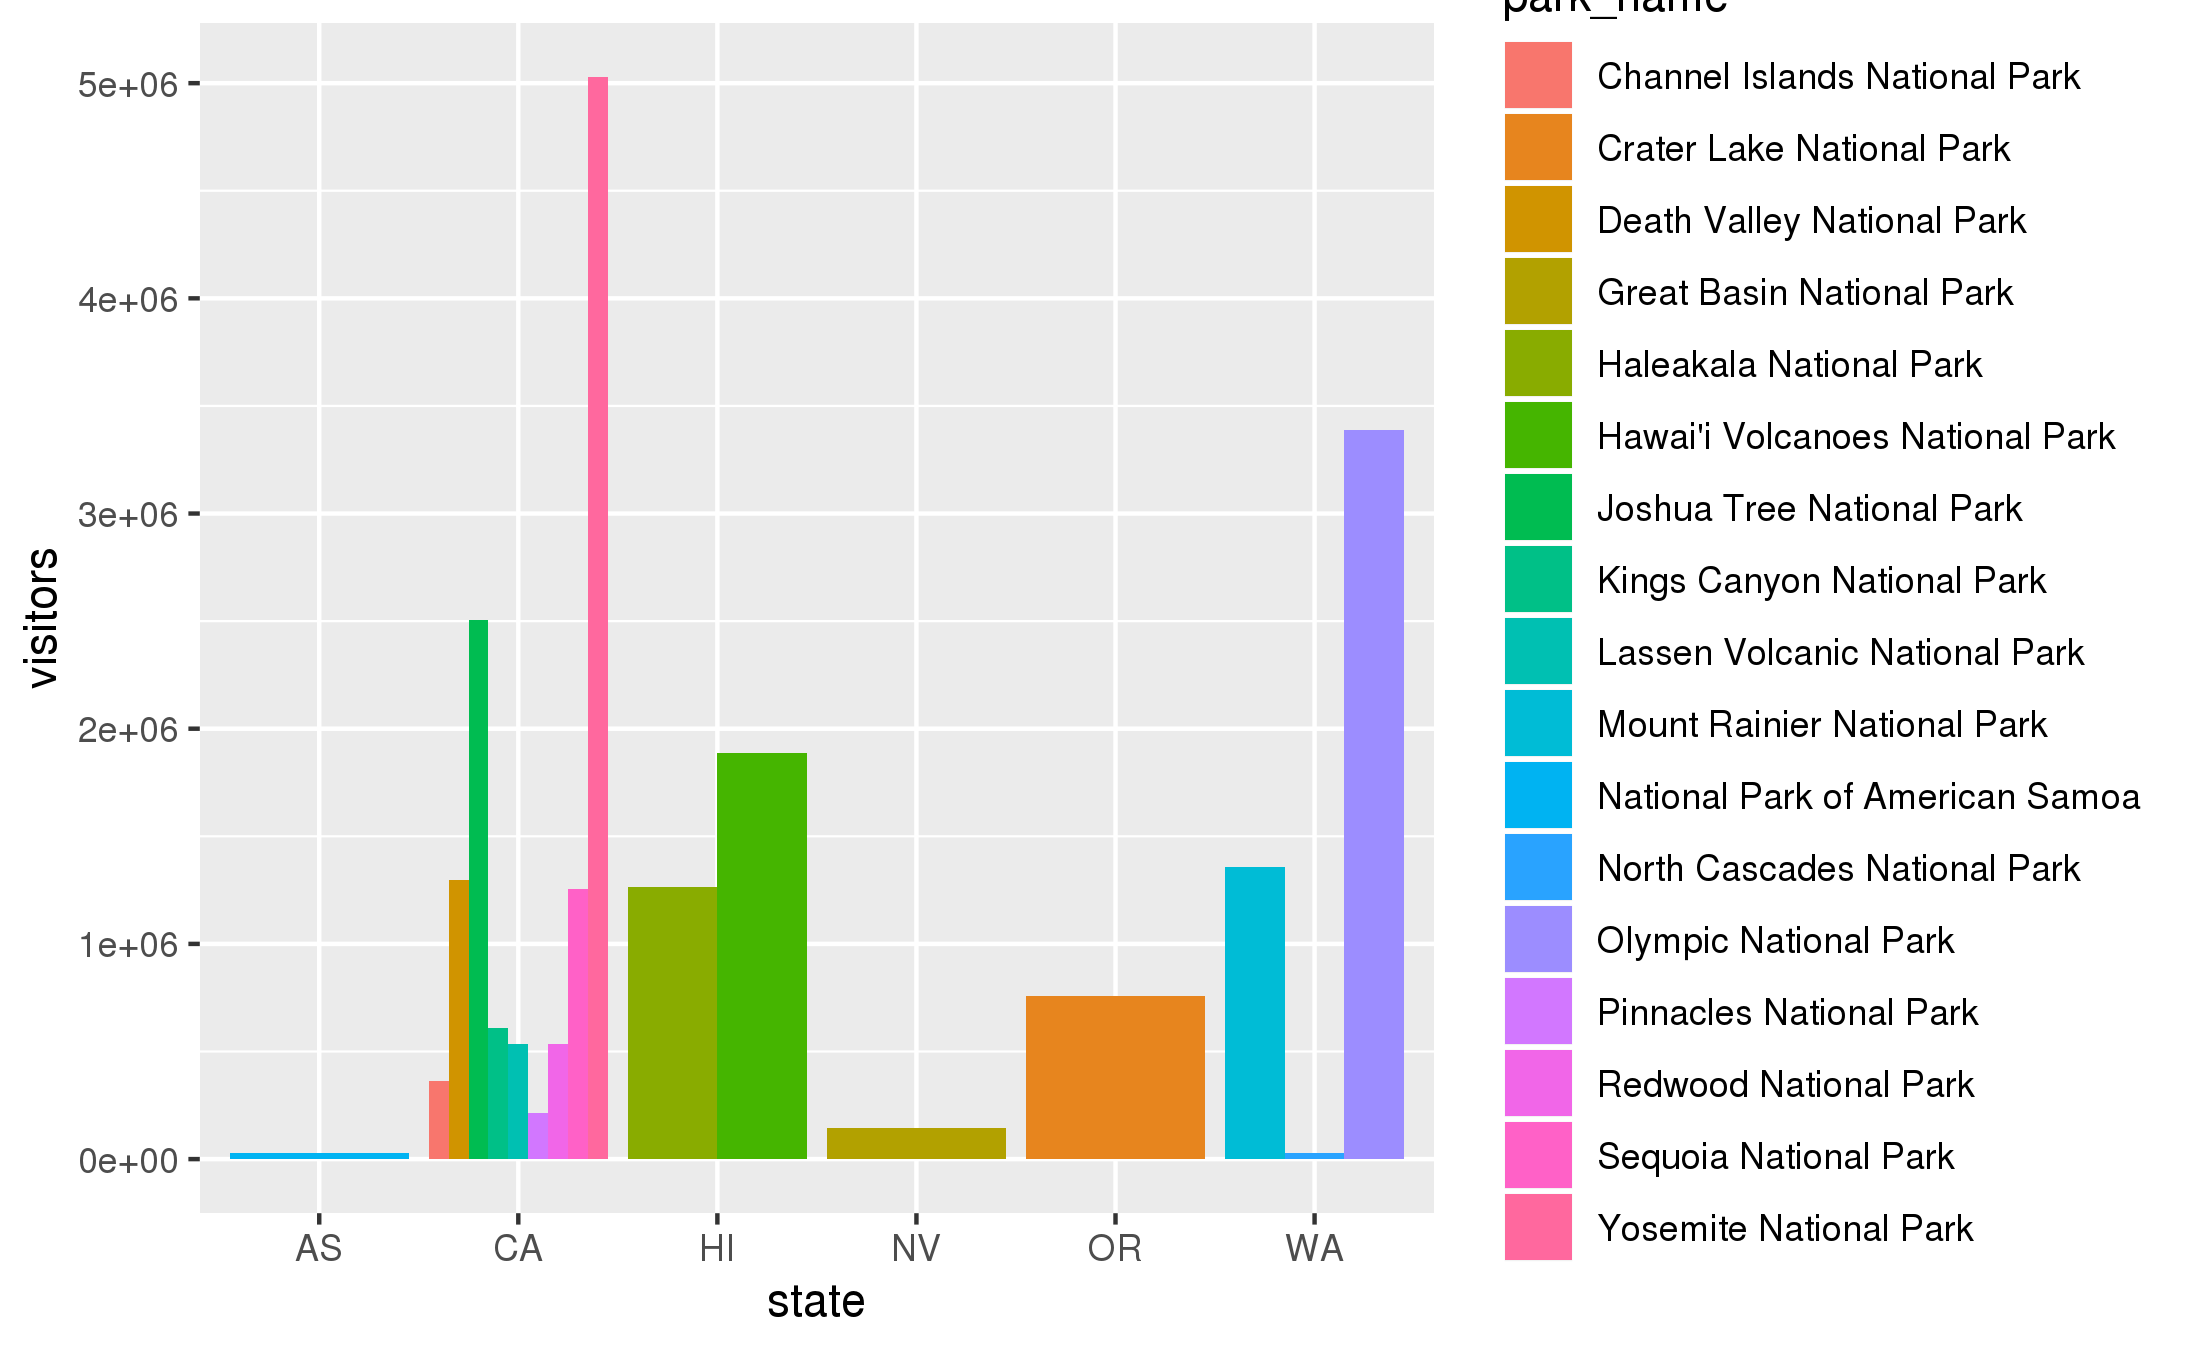 park_name
5e+06
4e+06
3e+06
2e+06
1e+06
0e+00
visitors
AS CA HI NV OR WA
state
Channel Islands National Park
Crater Lake National Park
Death Valley National Park
Great Basin National Park
Haleakala National Park
Hawai'i Volcanoes National Park
Joshua Tree National Park
Kings Canyon National Park
Lassen Volcanic National Park
Mount Rainier National Park
National Park of American Samoa
North Cascades National Park
Olympic National Park
Pinnacles National Park
Redwood National Park
Sequoia National Park
Yosemite National Park